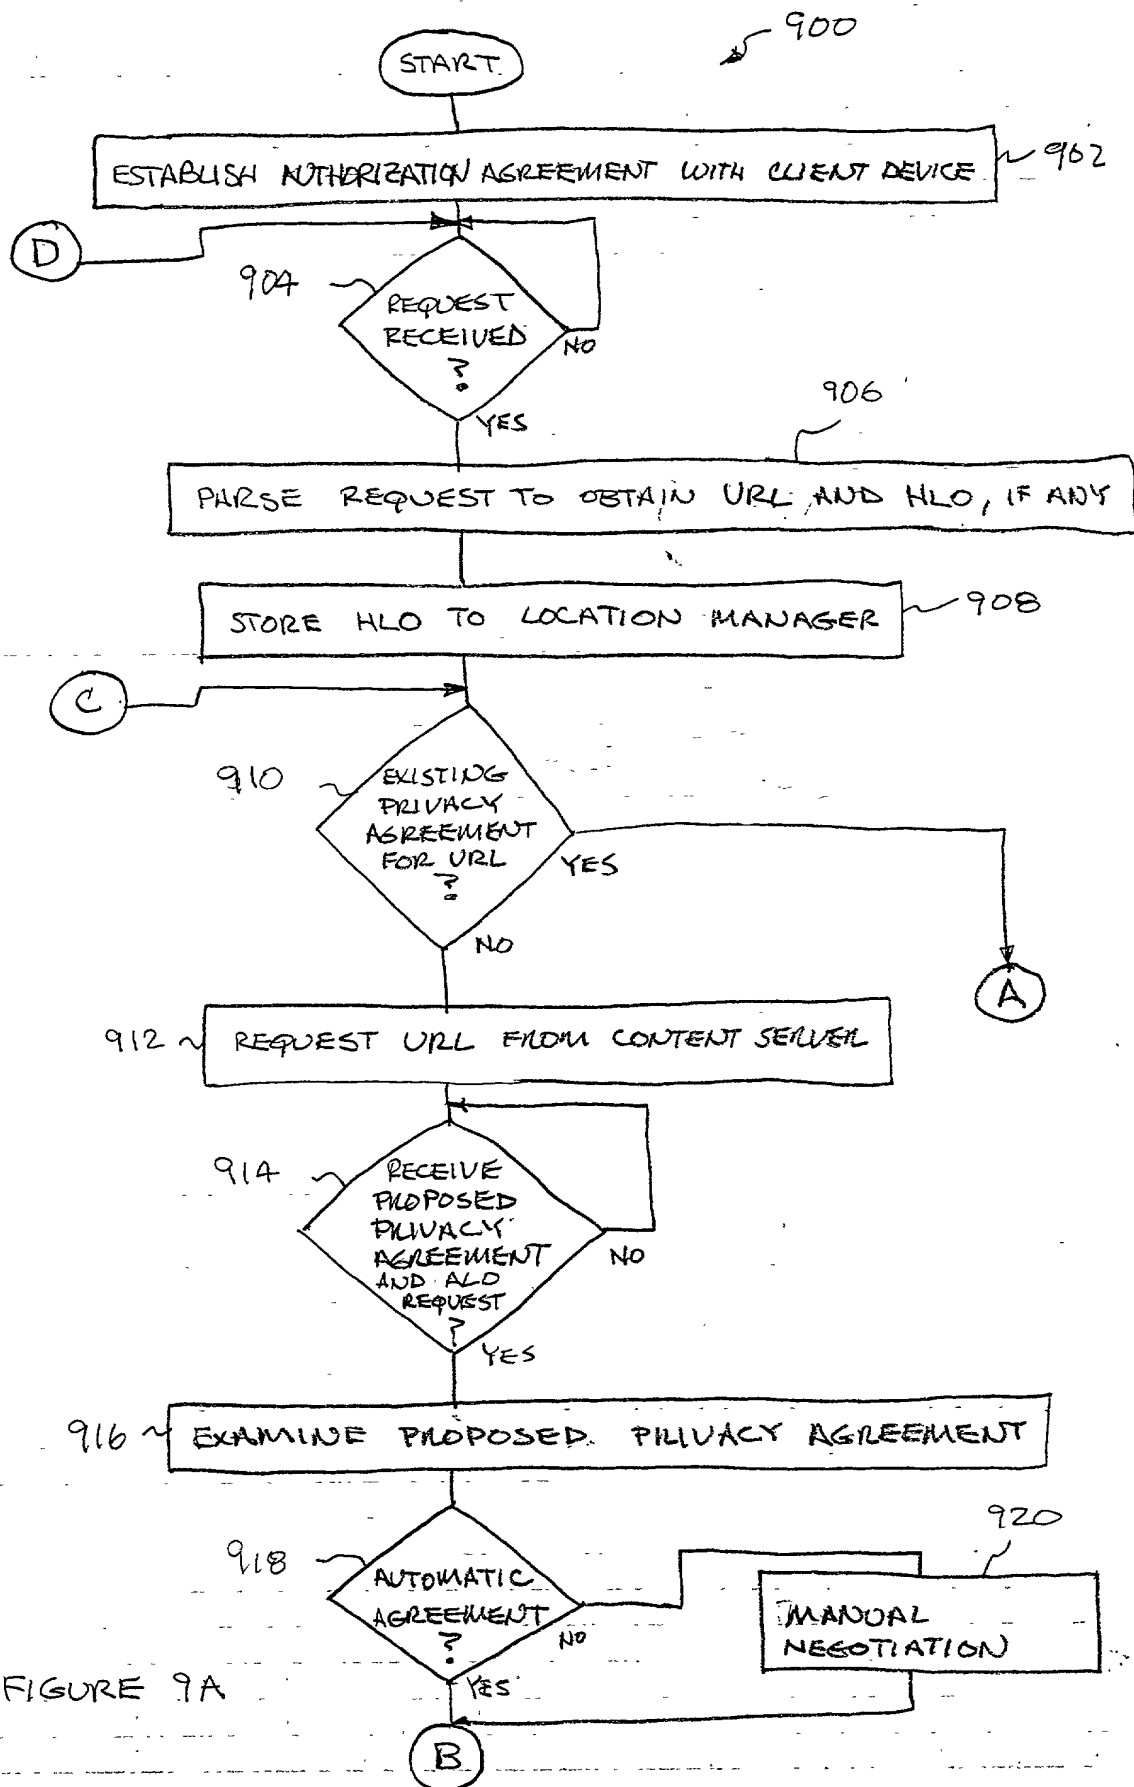 900
START
ESTABLISH AUTHORIZATION AGREEMENT WITH CLIENT DEVICE
902
D
904
REQUEST
RECEIVED
?
NO
YES
906
PARSE REQUEST TO OBTAIN URL AND HLO, IF ANY
STORE HLO TO LOCATION MANAGER
908
C
910
EXISTING
PRIVACY
AGREEMENT
FOR URL
?
YES
NO
A
912
REQUEST URL FROM CONTENT SERVER
914
RECEIVE
PROPOSED
PRIVACY
AGREEMENT
AND ALO
REQUEST
?
NO
YES
916
EXAMINE PROPOSED PRIVACY AGREEMENT
918
AUTOMATIC
AGREEMENT
?
NO
YES
920
MANUAL
NEGOTIATION
FIGURE 9A
B